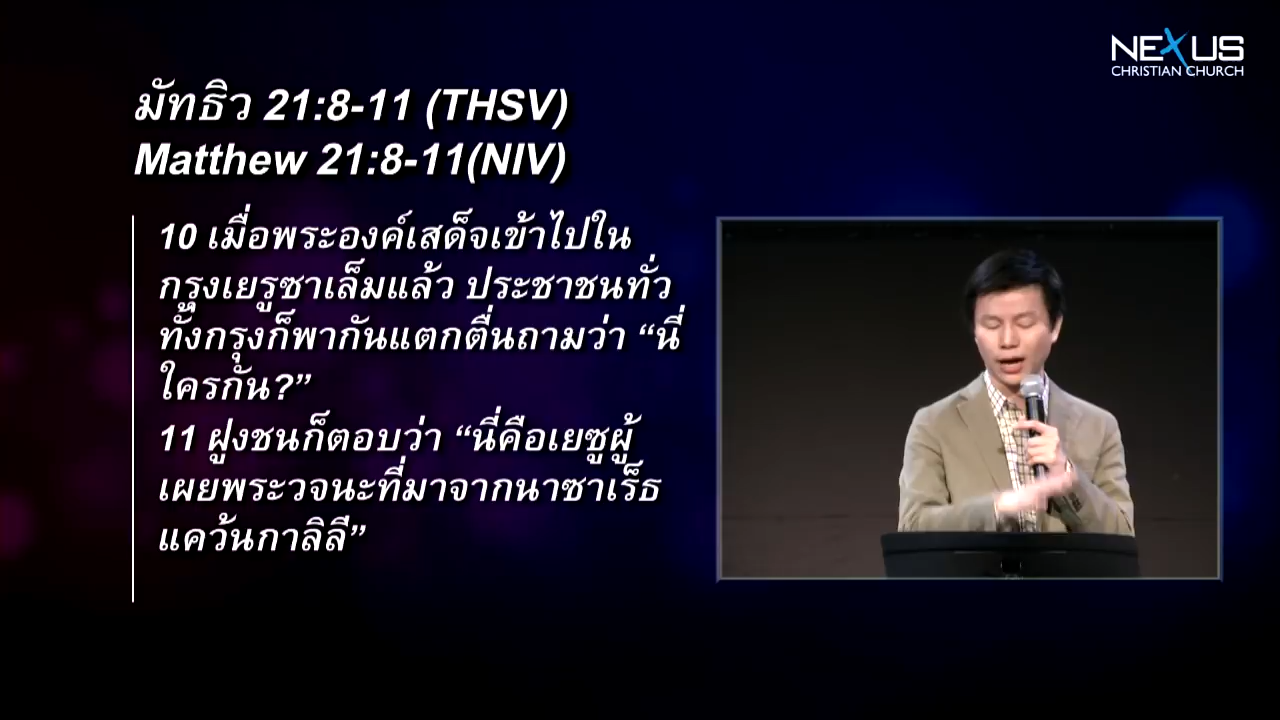 NEXUS
CHRISTIAN CHURCH
มัทธิว 21:8-11 (THSV)
Matthew 21:8-11(NIV)
10 เมื่อพระองค์เสด็จเข้าไปใน
กรุงเยรูซาเล็มแล้ว ประชาชนทั่ว
ทั้งกรุงก็พากันแตกตื่นถามว่า “นี่
ใครกัน?”
11 ฝูงชนก็ตอบว่า “นี่คือเยซูผู้
เผยพระวจนะที่มาจากนาซาเร็ธ
แคว้นกาลิลี”